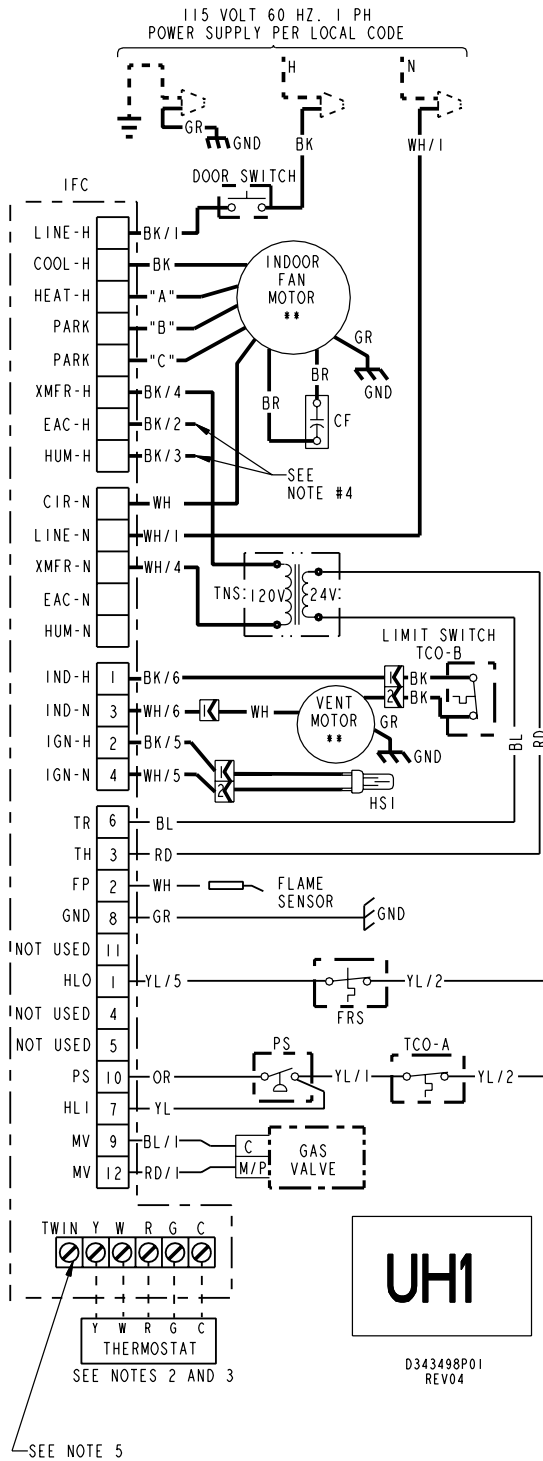 115 VOLT 60 HZ. 1 PH
POWER SUPPLY PER LOCAL CODE
H
N
GR
GND
BK
WH/1
DOOR SWITCH
IFC
LINE-H BK/1
COOL-H BK
HEAT-H "A"
PARK "B"
PARK "C"
XMFR-H BK/4
EAC-H BK/2
HUM-H BK/3
INDOOR
FAN
MOTOR
**
GR
GND
BR
BR
CF
SEE
NOTE #4
CIR-N WH
LINE-N WH/1
XMFR-N WH/4
EAC-N
HUM-N
TNS: 120V 24V
LIMIT SWITCH
TCO-B
IND-H 1 BK/6 1 BK
2 BK
IND-N 3 WH/6 1 WH
VENT
MOTOR
**
GR
GND
BL
RD
IGN-H 2 BK/5 1
IGN-N 4 WH/5 2
HSI
TR 6 BL
TH 3 RD
FP 2 WH
FLAME
SENSOR
GND 8 GR GND
NOT USED 11
HLO 1 YL/5 YL/2
FRS
NOT USED 4
NOT USED 5
PS TCO-A
PS 10 OR YL/1 YL/2
HLI 7 YL
MV 9 BL/1 C
MV 12 RD/1 M/P
GAS
VALVE
TWIN Y W R G C
Y W R G C
THERMOSTAT
SEE NOTES 2 AND 3
UH1
D343498P01
REV04
SEE NOTE 5